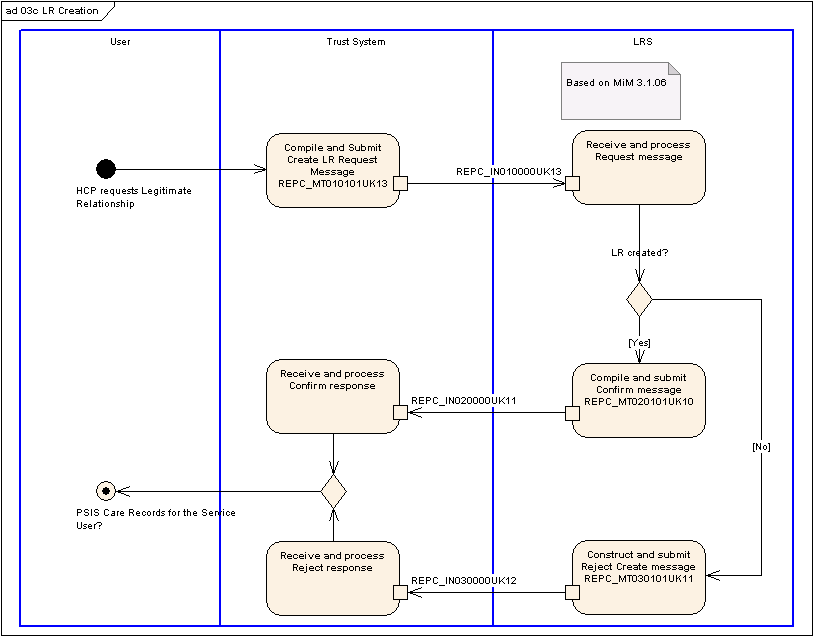 ad 03c LR Creation
User
Trust System
LRS
Based on MiM 3.1.06
Compile and Submit
Create LR Request
Message
REPC_MT010101UK13
REPC_IN010000UK13
Receive and process
Request message
HCP requests Legitimate
Relationship
LR created?
[Yes]
Receive and process
Confirm response
REPC_IN020000UK11
Compile and submit
Confirm message
REPC_MT020101UK10
[No]
PSIS Care Records for the Service
User?
Receive and process
Reject response
REPC_IN030000UK12
Construct and submit
Reject Create message
REPC_MT030101UK11